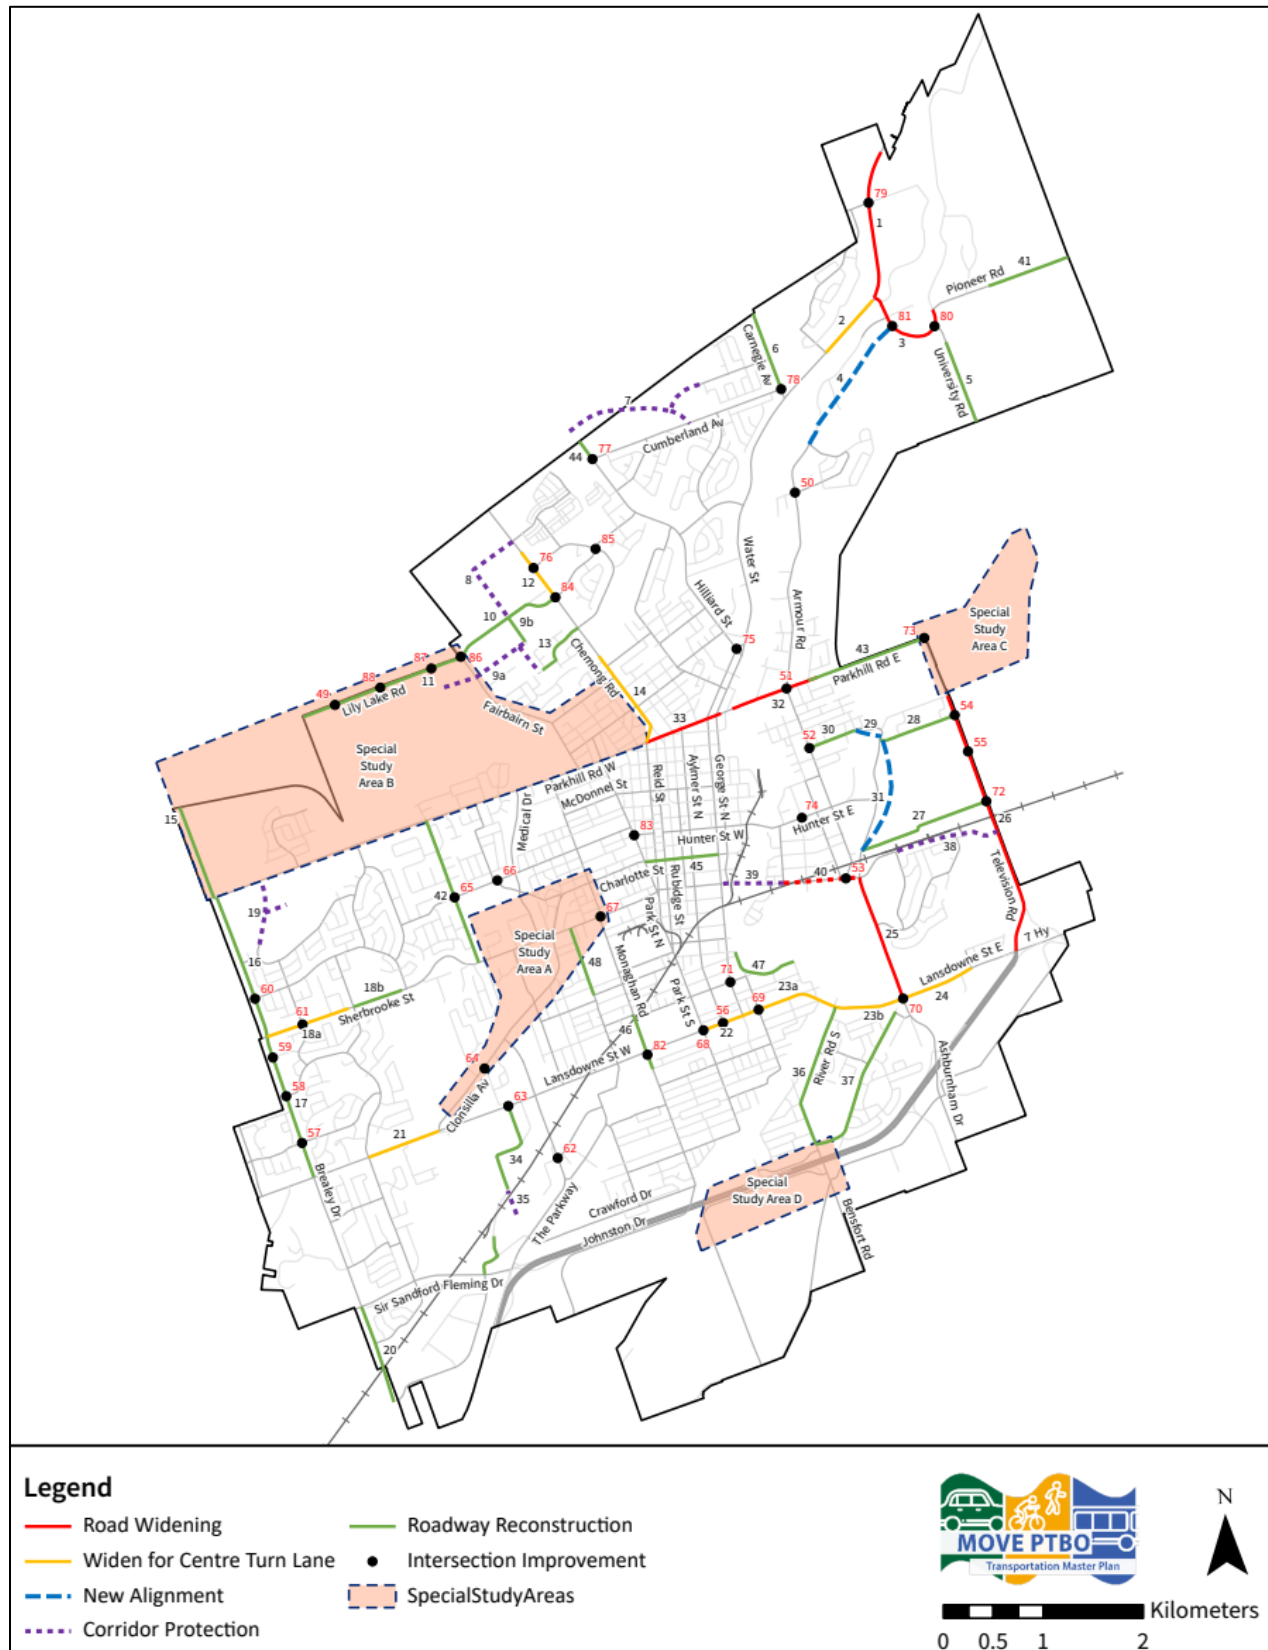 79
1
41
Pioneer Rd
2
81
80
3
Carnegie Av
6
University Rd
5
4
78
7
Cumberland Av
44
77
50
85
76
8
12
Water St
84
Hilliard St
10
9b
Armour Rd
13
75
Special
Study
Area C
73
43
87
86
Chemong Rd
Parkhill Rd E
88
11
9a
51
49
Lily Lake Rd
14
32
Fairbairn St
33
54
Special
Study
Area B
52
30
29
28
55
Parkhill Rd W
McDonnel St
Reid St
Aylmer St N
George St N
15
Medical Dr
31
72
74
83
Hunter St E
26
Hunter St W
27
38
45
Charlotte St
66
65
42
39
40
53
Rubidge St
Television Rd
67
Park St N
19
Special
Study
Area A
25
7 Hy
16
48
Monaghan Rd
47
Lansdowne St E
71
18b
60
Sherbrooke St
Park St S
23a
24
61
18a
56
69
70
22
23b
68
59
46
82
River Rd S
64
Lansdowne St W
36
37
Ashburnham Dr
58
17
Clonsilla Av
63
57
21
34
62
Brealey Dr
35
Special
Study Area D
The Parkway
Crawford Dr
Johnston Dr
Bensfort Rd
Sir Sandford Fleming Dr
20
Legend
Road Widening
Widen for Centre Turn Lane
New Alignment
Corridor Protection
Roadway Reconstruction
Intersection Improvement
SpecialStudyAreas
MOVE PTBO
Transportation Master Plan
N
Kilometers
0 0.5 1 2